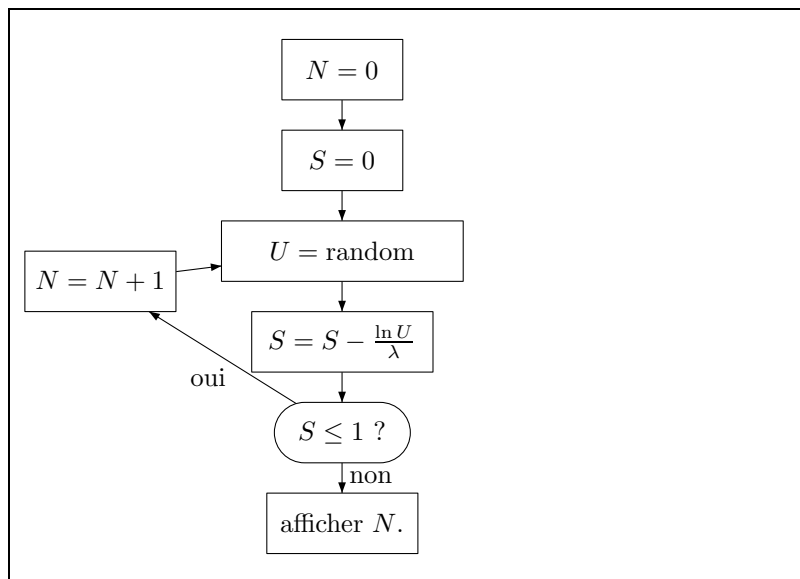 N = 0
S = 0
U = random
N = N + 1
S = S − ln U / λ
oui
S ≤ 1 ?
non
afficher N.